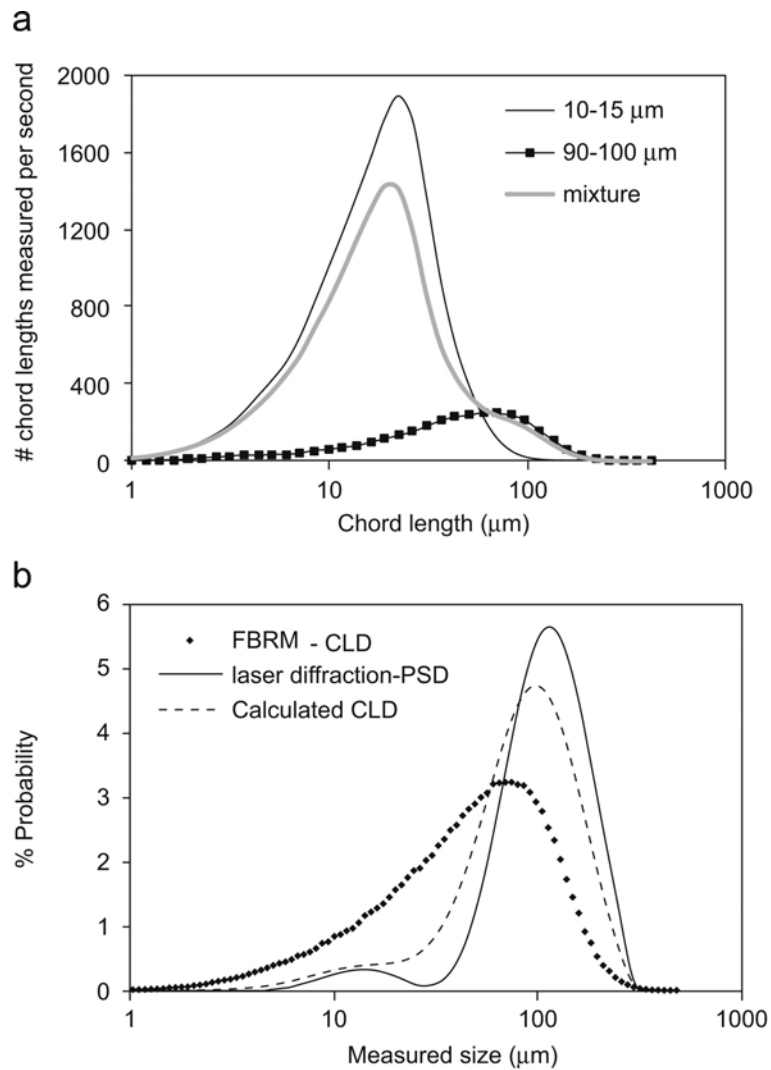 a
2000
1600
1200
800
400
0
# chord lengths measured per second
10-15 μm
90-100 μm
mixture
1 10 100 1000
Chord length (μm)
b
6
5
4
3
2
1
0
% Probability
FBRM - CLD
laser diffraction-PSD
Calculated CLD
1 10 100 1000
Measured size (μm)